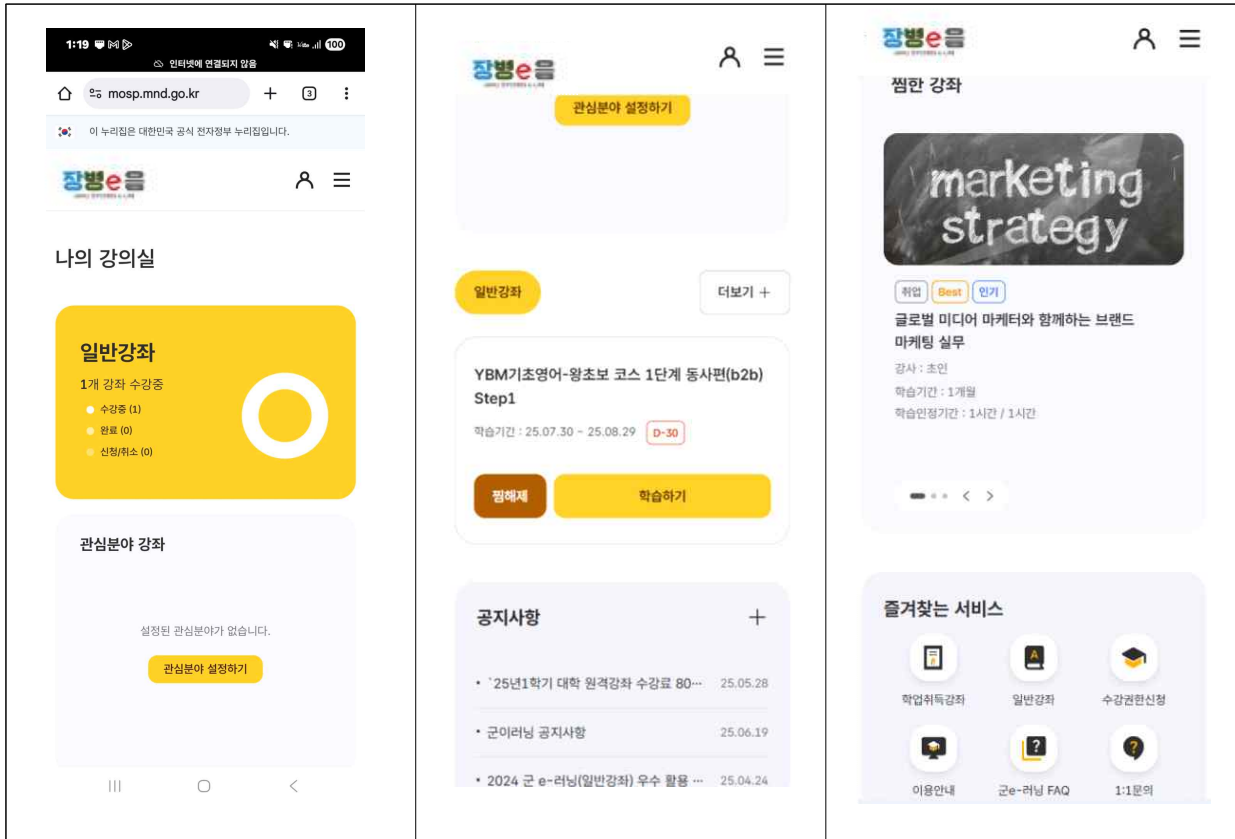 1:19
100
인터넷에 연결되지 않음
mosp.mnd.go.kr
3
이 누리집은 대한민국 공식 전자정부 누리집입니다.
장병e음
나의 강의실
일반강좌
1개 강좌 수강중
수강중 (1)
완료 (0)
신청/취소 (0)
관심분야 강좌
설정된 관심분야가 없습니다.
관심분야 설정하기
장병e음
관심분야 설정하기
일반강좌
더보기 +
YBM기초영어-왕초보 코스 1단계 동사편(b2b)
Step1
학습기간 : 25.07.30 ~ 25.08.29 D-30
찜해제
학습하기
공지사항
• `25년1학기 대학 원격강좌 수강료 80··· 25.05.28
• 군이러닝 공지사항 25.06.19
• 2024 군 e-러닝(일반강좌) 우수 활용 ··· 25.04.24
장병e음
찜한 강좌
marketing
strategy
취업 Best 인기
글로벌 미디어 마케터와 함께하는 브랜드
마케팅 실무
강사 : 초인
학습기간 : 1개월
학습인정기간 : 1시간 / 1시간
즐겨찾는 서비스
학업취득강좌 일반강좌 수강권한신청
이용안내 군e-러닝 FAQ 1:1문의